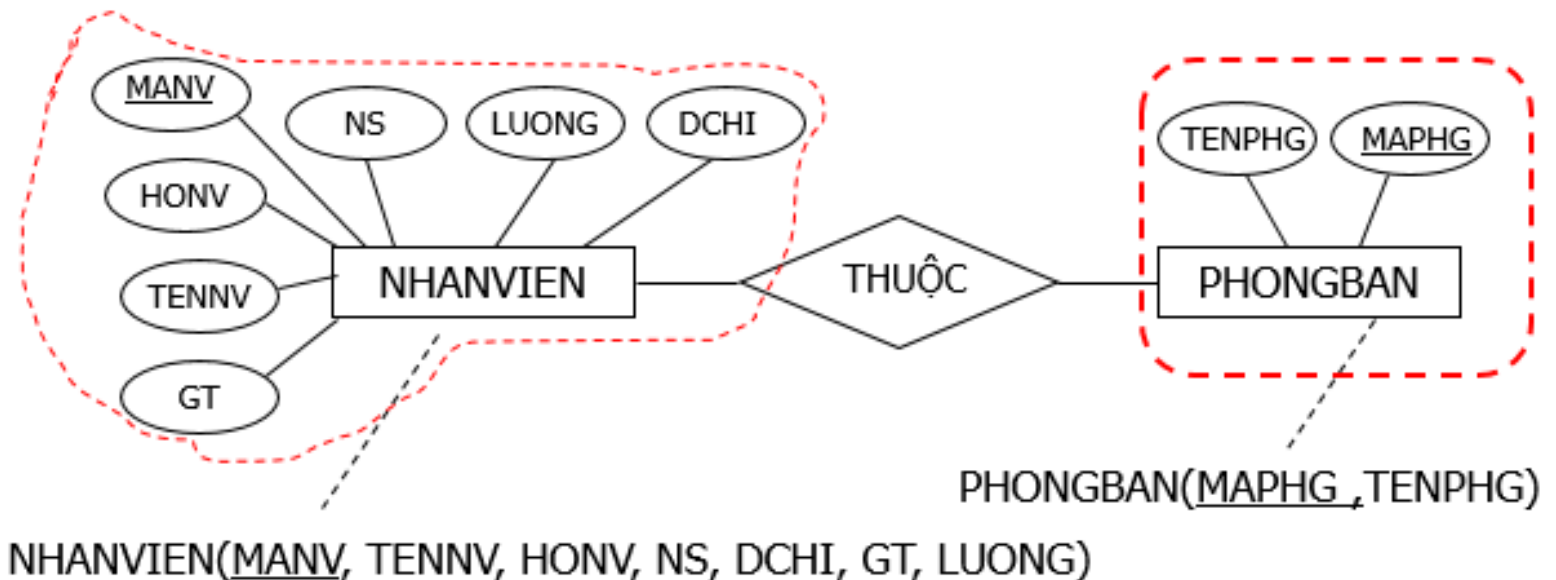 MANV
NS
LUONG
DCHI
TENPHG
MAPHG
HONV
TENNV
GT
NHANVIEN
THUỘC
PHONGBAN
PHONGBAN(MAPHG ,TENPHG)
NHANVIEN(MANV, TENNV, HONV, NS, DCHI, GT, LUONG)